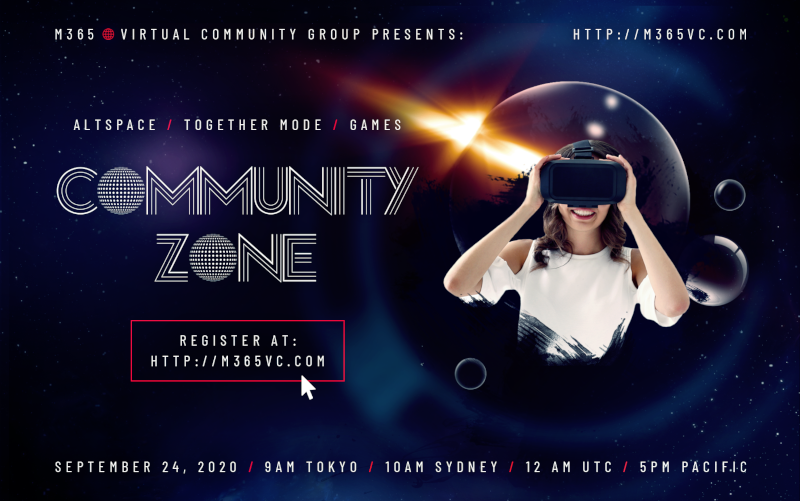 M365 VIRTUAL COMMUNITY GROUP PRESENTS:
HTTP://M365VC.COM
ALTSPACE / TOGETHER MODE / GAMES
COMMUNITY
ZONE
REGISTER AT:
HTTP://M365VC.COM
SEPTEMBER 24, 2020 / 9AM TOKYO / 10AM SYDNEY / 12 AM UTC / 5PM PACIFIC